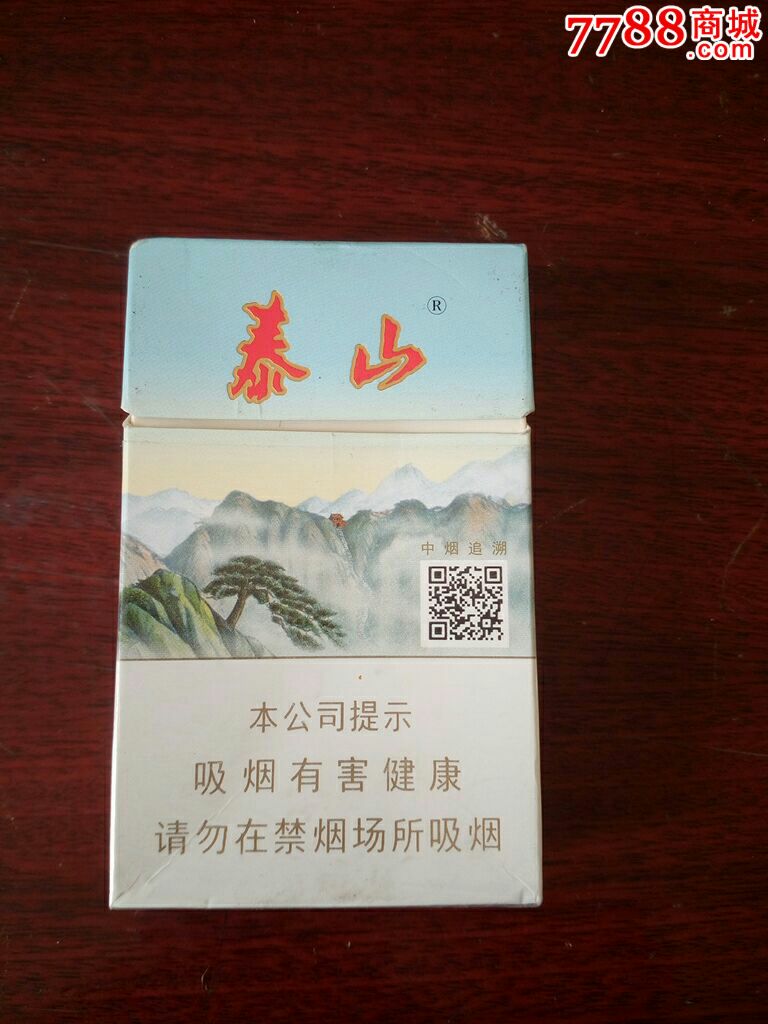 7788商城
.com
泰山®
中烟追溯
本公司提示
吸烟有害健康
请勿在禁烟场所吸烟